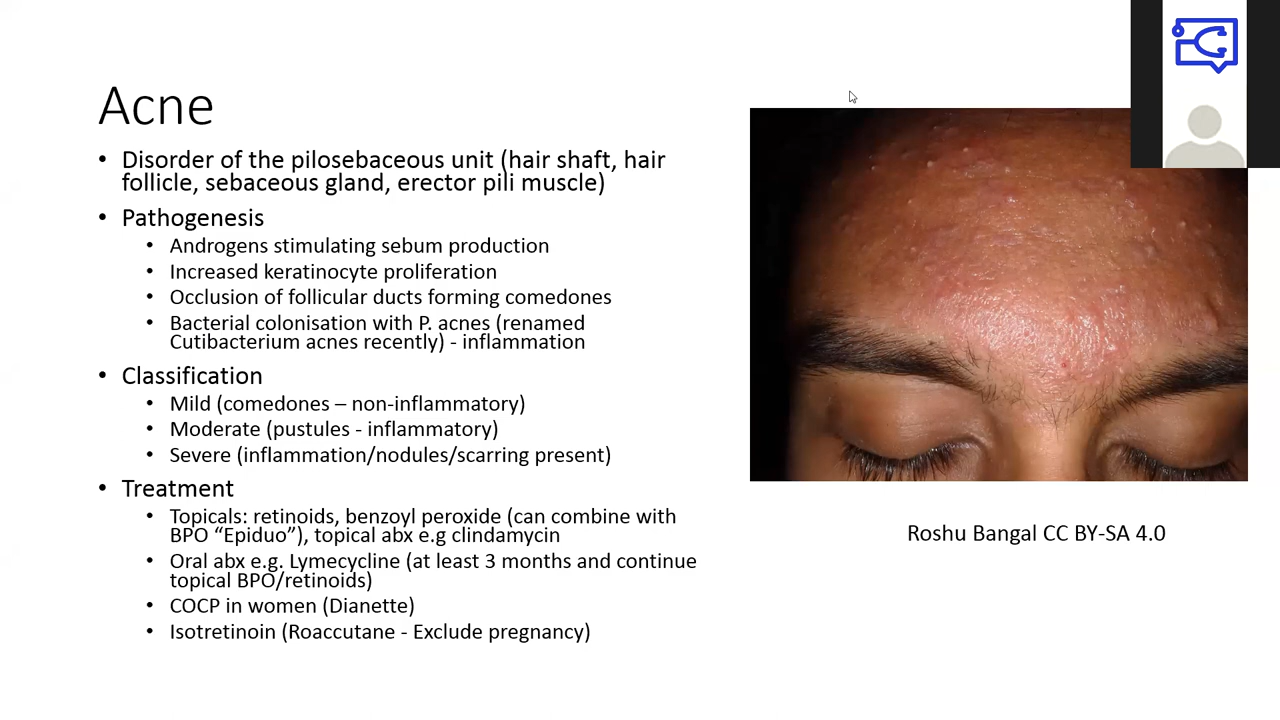 Acne
• Disorder of the pilosebaceous unit (hair shaft, hair
follicle, sebaceous gland, erector pili muscle)
• Pathogenesis
• Androgens stimulating sebum production
• Increased keratinocyte proliferation
• Occlusion of follicular ducts forming comedones
• Bacterial colonisation with P. acnes (renamed
Cutibacterium acnes recently) - inflammation
• Classification
• Mild (comedones – non-inflammatory)
• Moderate (pustules - inflammatory)
• Severe (inflammation/nodules/scarring present)
• Treatment
• Topicals: retinoids, benzoyl peroxide (can combine with
BPO “Epiduo”), topical abx e.g clindamycin
• Oral abx e.g. Lymecycline (at least 3 months and continue
topical BPO/retinoids)
• COCP in women (Dianette)
• Isotretinoin (Roaccutane - Exclude pregnancy)
Roshu Bangal CC BY-SA 4.0